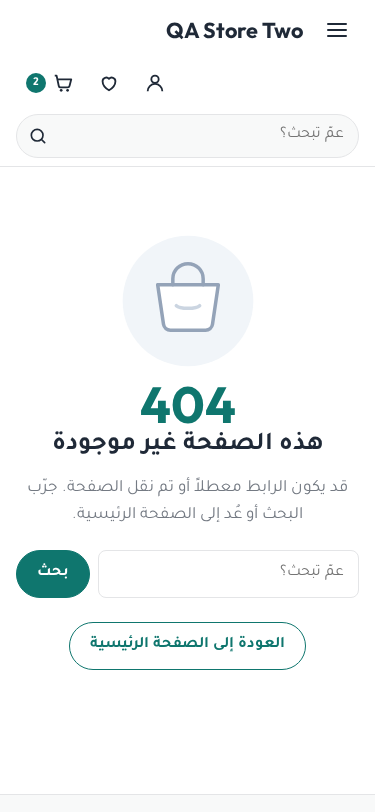 QA Store Two
2
عمّ تبحث؟
404
هذه الصفحة غير موجودة
قد يكون الرابط معطلاً أو تم نقل الصفحة. جرّب
البحث أو عُد إلى الصفحة الرئيسية.
عمّ تبحث؟
بحث
العودة إلى الصفحة الرئيسية